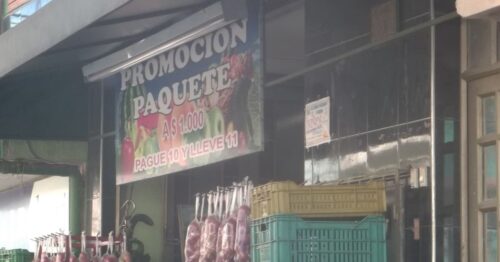 PROMOCION
PAQUETE
A $ 1.000
PAGUE 10 Y LLEVE 11